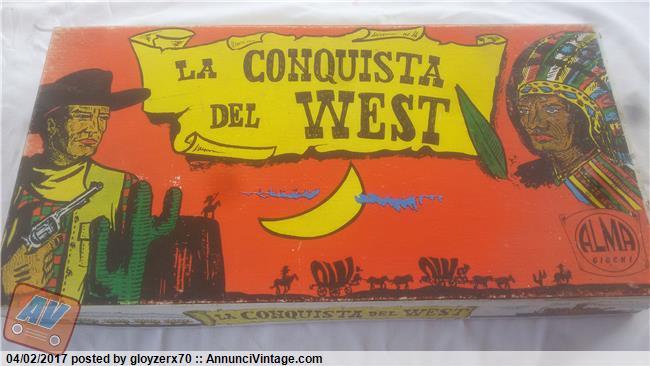 LA CONQUISTA
DEL WEST
ALMA
GIOCHI
LA CONQUISTA DEL WEST
AV
04/02/2017 posted by gloyzerx70 :: AnnunciVintage.com